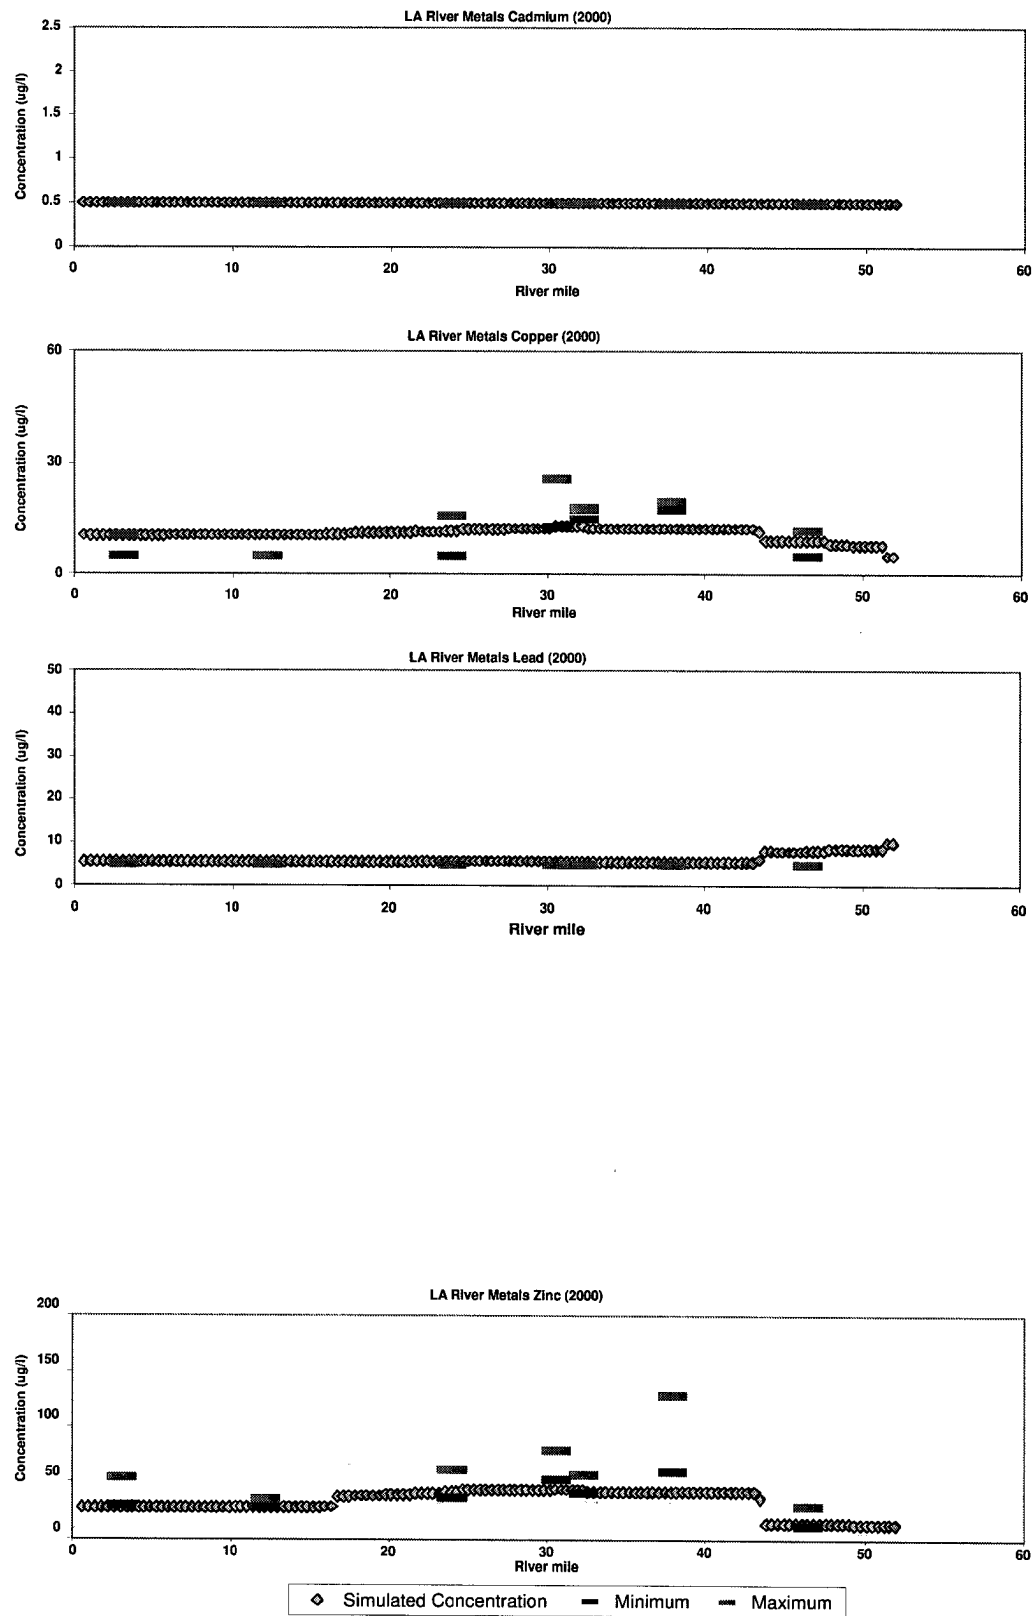 LA River Metals Cadmium (2000)
2.5
2
1.5
1
0.5
0
Concentration (ug/l)
0 10 20 30 40 50 60
River mile
LA River Metals Copper (2000)
60
30
0
Concentration (ug/l)
0 10 20 30 40 50 60
River mile
LA River Metals Lead (2000)
50
40
30
20
10
0
Concentration (ug/l)
0 10 20 30 40 50 60
River mile
LA River Metals Zinc (2000)
200
150
100
50
0
Concentration (ug/l)
0 10 20 30 40 50 60
River mile
Simulated Concentration Minimum Maximum